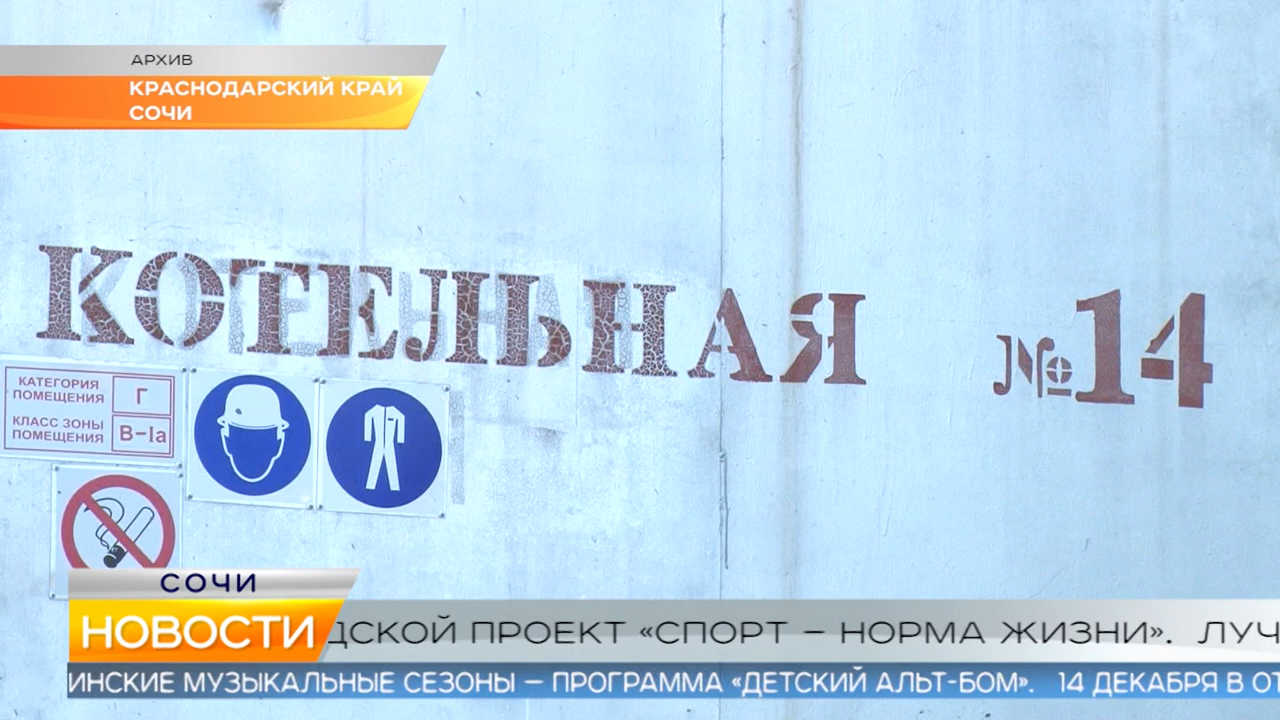 АРХИВ
КРАСНОДАРСКИЙ КРАЙ
СОЧИ
КОТЕЛЬНАЯ №14
КАТЕГОРИЯ ПОМЕЩЕНИЯ Г
КЛАСС ЗОНЫ ПОМЕЩЕНИЯ В-Iа
СОЧИ
НОВОСТИ
ДСКОЙ ПРОЕКТ «СПОРТ – НОРМА ЖИЗНИ». ЛУЧ
ИНСКИЕ МУЗЫКАЛЬНЫЕ СЕЗОНЫ – ПРОГРАММА «ДЕТСКИЙ АЛЬТ-БОМ». 14 ДЕКАБРЯ В ОТ